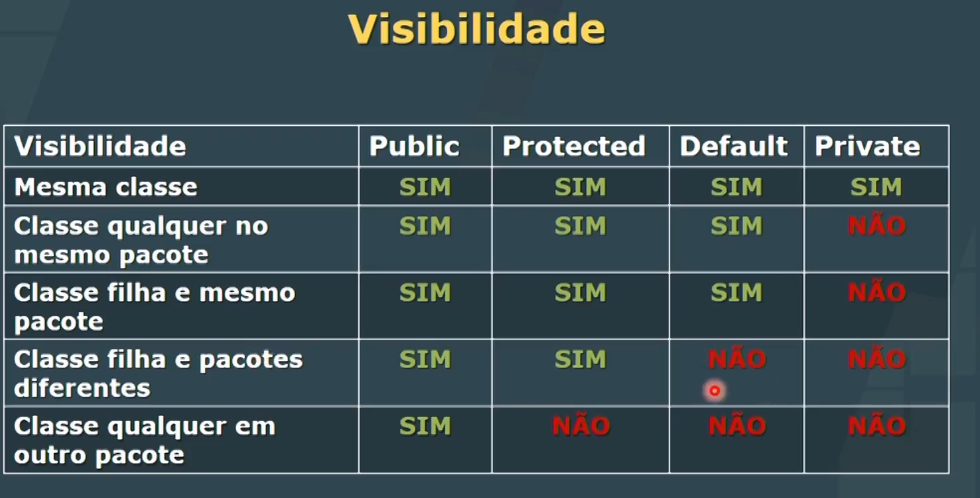 Visibilidade
Visibilidade Public Protected Default Private
Mesma classe SIM SIM SIM SIM
Classe qualquer no SIM SIM SIM NÃO
mesmo pacote
Classe filha e mesmo SIM SIM SIM NÃO
pacote
Classe filha e pacotes SIM SIM NÃO NÃO
diferentes
Classe qualquer em SIM NÃO NÃO NÃO
outro pacote